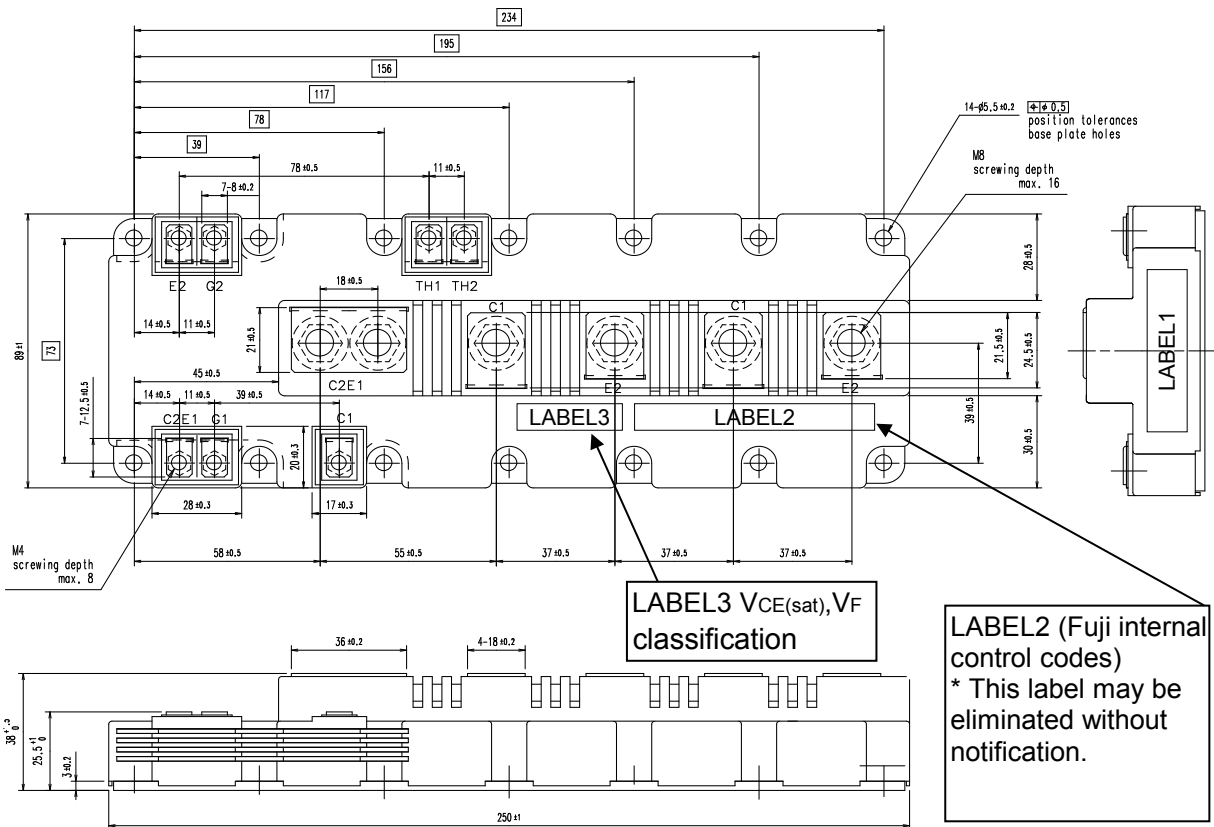 234
195
156
117
78
39
78 ±0.5
11 ±0.5
7-8 ±0.2
14-ø5.5 ±0.2 ⌖ ø 0.5
position tolerances
base plate holes
M8
screwing depth
max. 16
E2 G2
TH1 TH2
18 ±0.5
14 ±0.5 11 ±0.5
28 ±0.5
89 ±1
73
21 ±0.5
C1
C1
C2E1
E2
E2
21.5 ±0.5
24.5 ±0.5
LABEL1
45 ±0.5
14 ±0.5 11 ±0.5 39 ±0.5
7-12.5 ±0.5
C2E1 G1
C1
LABEL3
LABEL2
39 ±0.5
30 ±0.5
20 ±0.3
28 ±0.3
17 ±0.3
M4
screwing depth
max. 8
58 ±0.5
55 ±0.5
37 ±0.5
37 ±0.5
37 ±0.5
LABEL3 VCE(sat),VF
classification
LABEL2 (Fuji internal
control codes)
* This label may be
eliminated without
notification.
36 ±0.2
4-18 ±0.2
38
0
25.5 +1
0
3 ±0.2
250 ±1